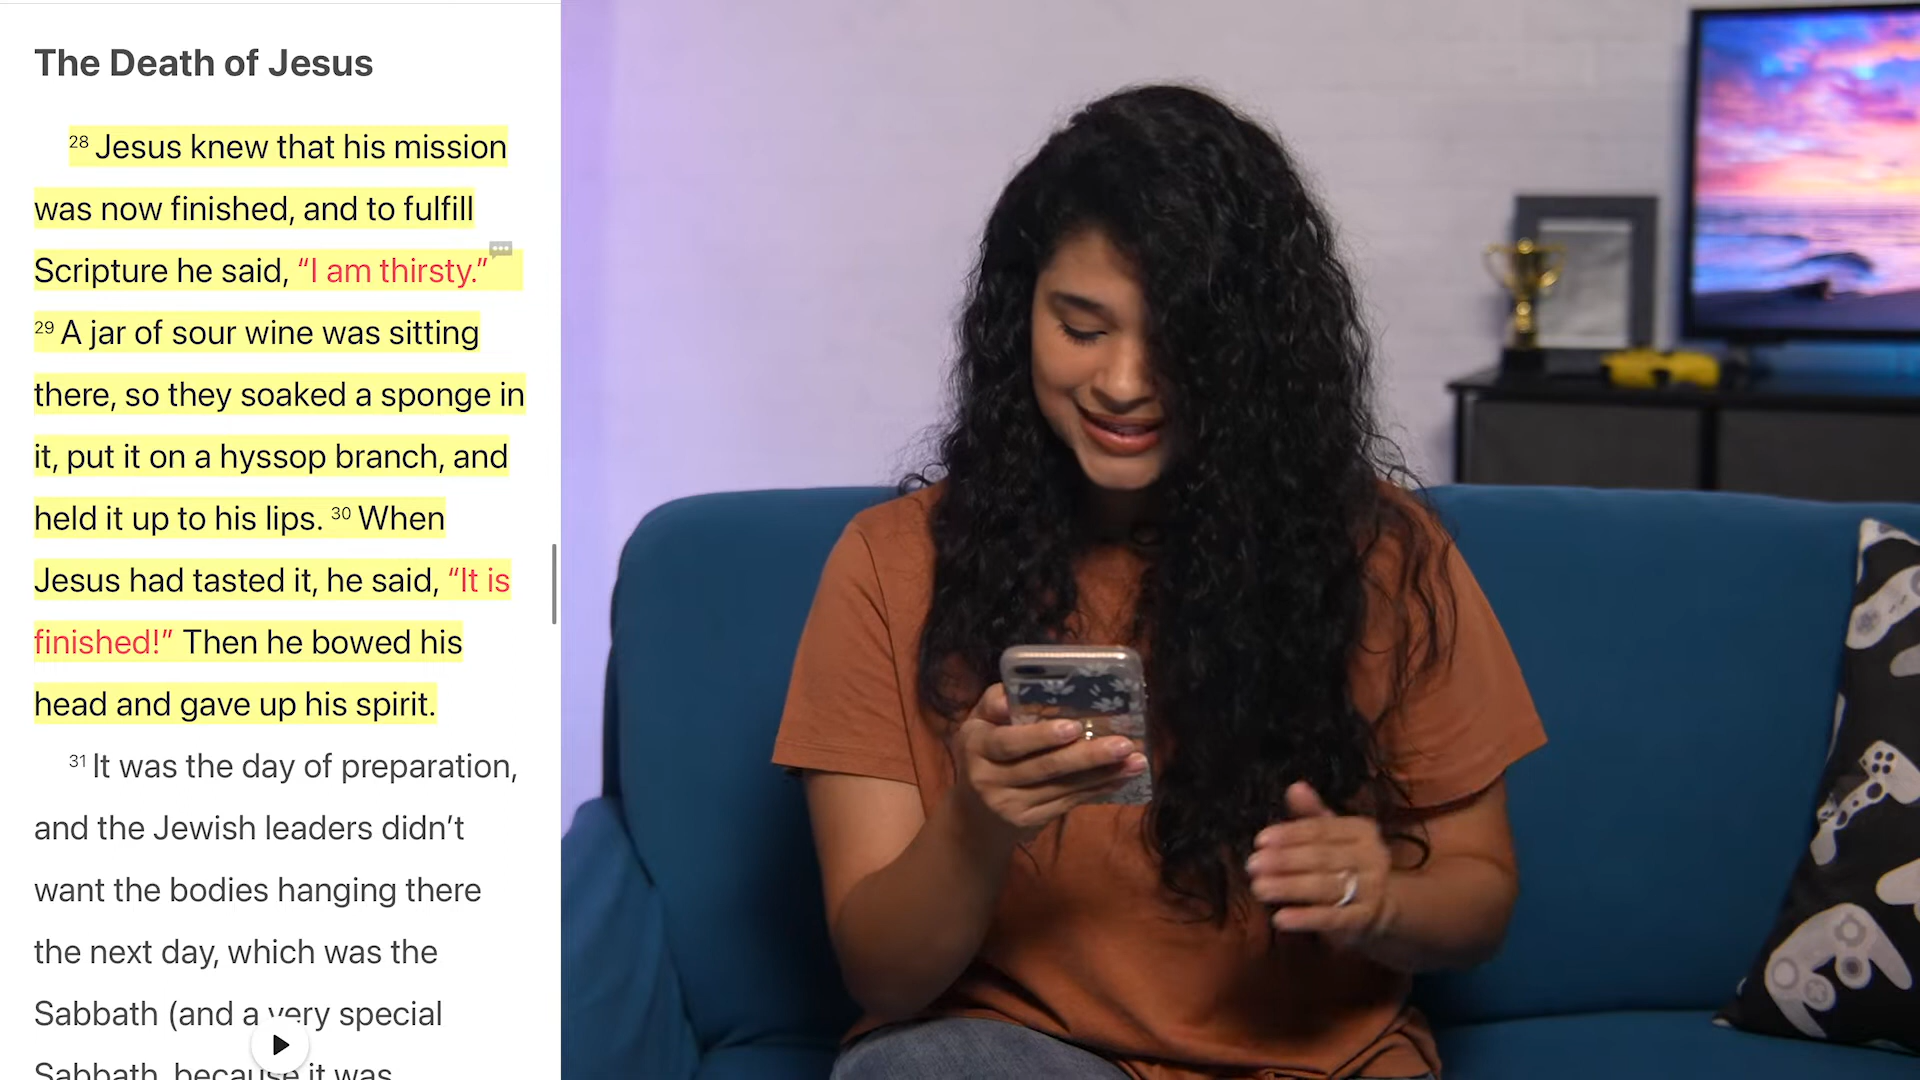 The Death of Jesus
28 Jesus knew that his mission
was now finished, and to fulfill
Scripture he said, “I am thirsty.”
29 A jar of sour wine was sitting
there, so they soaked a sponge in
it, put it on a hyssop branch, and
held it up to his lips. 30 When
Jesus had tasted it, he said, “It is
finished!” Then he bowed his
head and gave up his spirit.
31 It was the day of preparation,
and the Jewish leaders didn’t
want the bodies hanging there
the next day, which was the
Sabbath (and a very special
Sabbath, because it was